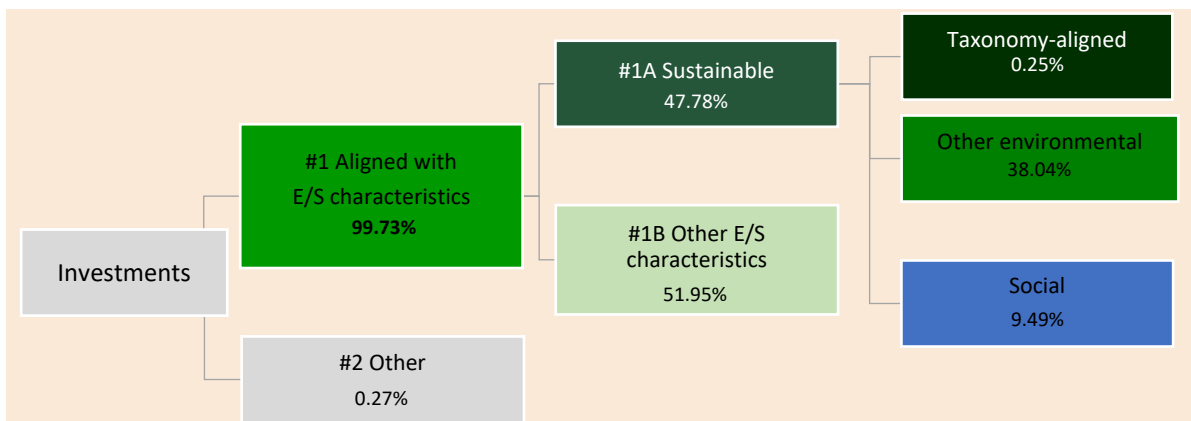 Investments
#1 Aligned with
E/S characteristics
99.73%
#2 Other
0.27%
#1A Sustainable
47.78%
#1B Other E/S
characteristics
51.95%
Taxonomy-aligned
0.25%
Other environmental
38.04%
Social
9.49%